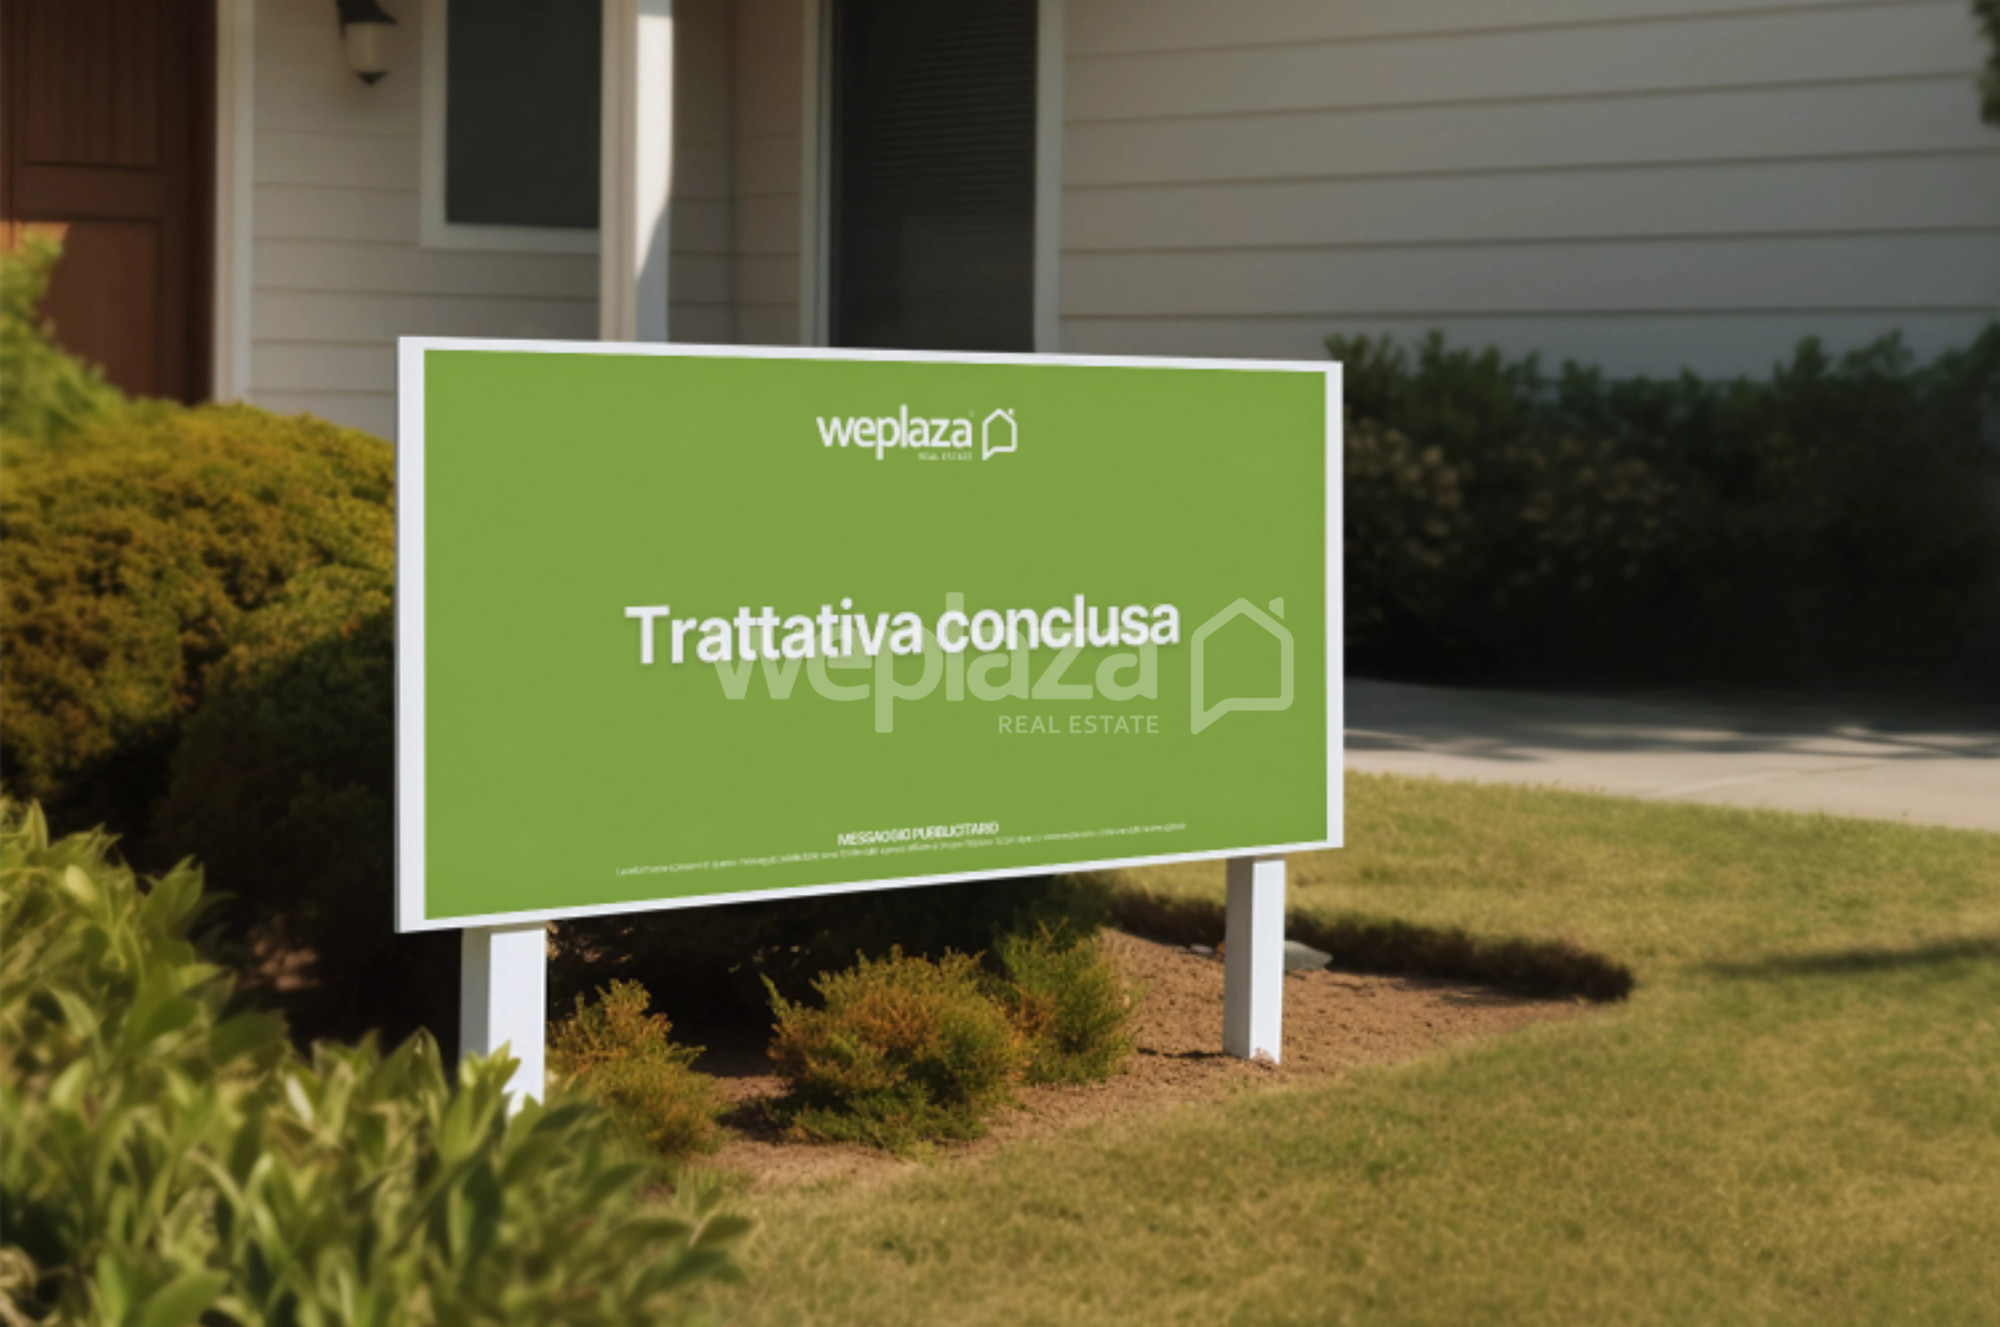 weplaza
REAL ESTATE
Trattativa conclusa
weplaza
REAL ESTATE
MESSAGGIO PUBBLICITARIO